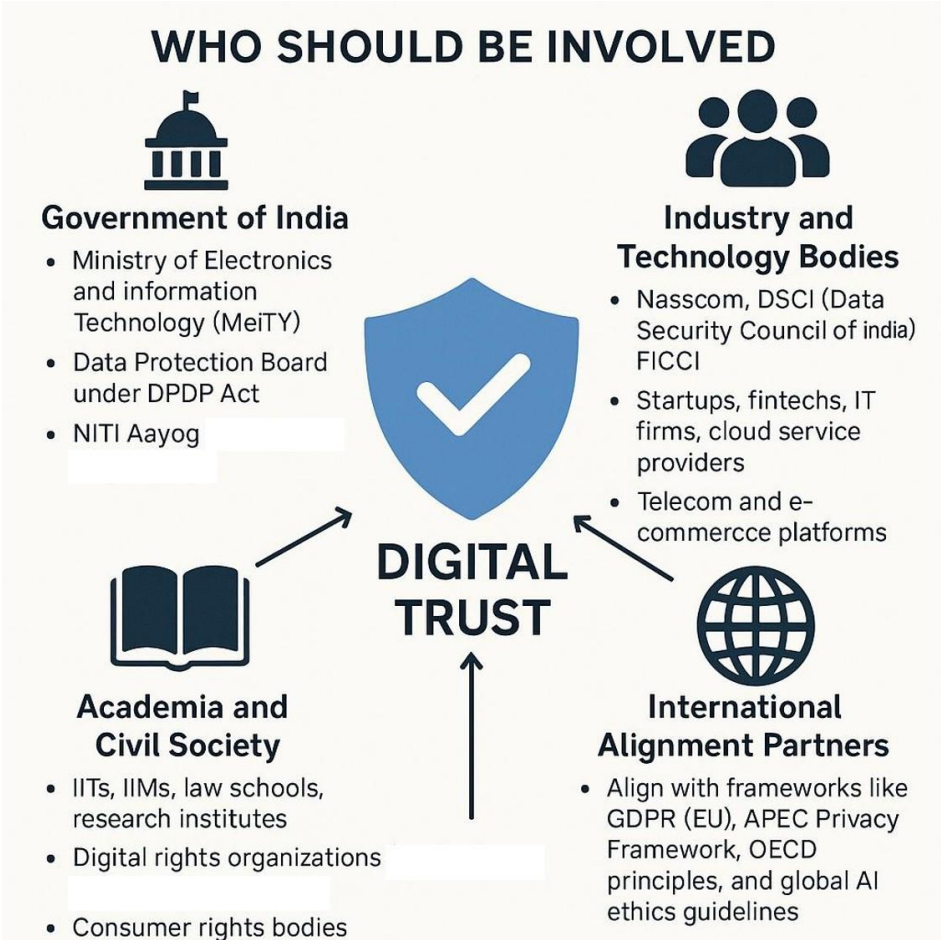 WHO SHOULD BE INVOLVED
Government of India
• Ministry of Electronics
and information
Technology (MeiTY)
• Data Protection Board
under DPDP Act
• NITI Aayog
Industry and
Technology Bodies
• Nasscom, DSCI (Data
Security Council of india)
FICCI
• Startups, fintechs, IT
firms, cloud service
providers
• Telecom and e-
commercce platforms
DIGITAL
TRUST
Academia and
Civil Society
• IITs, IIMs, law schools,
research institutes
• Digital rights organizations
• Consumer rights bodies
International
Alignment Partners
• Align with frameworks like
GDPR (EU), APEC Privacy
Framework, OECD
principles, and global AI
ethics guidelines